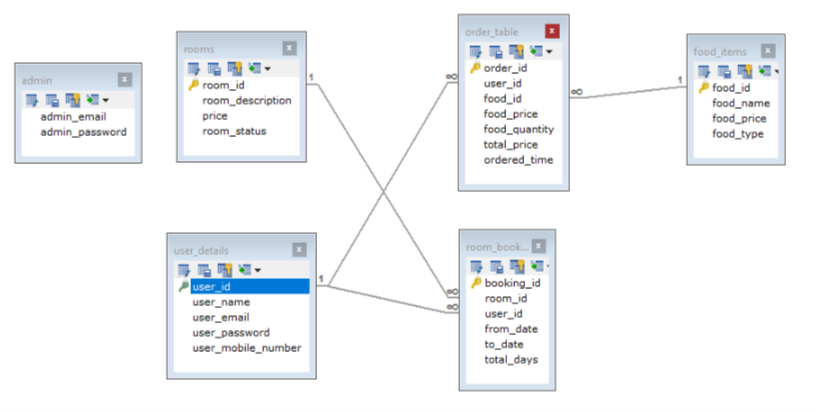 admin
admin_email
admin_password
rooms
room_id
room_description
price
room_status
order_table
order_id
user_id
food_id
food_price
food_quantity
total_price
ordered_time
food_items
food_id
food_name
food_price
food_type
user_details
user_id
user_name
user_email
user_password
user_mobile_number
room_book...
booking_id
room_id
user_id
from_date
to_date
total_days
1
∞
∞
1
1
∞
∞